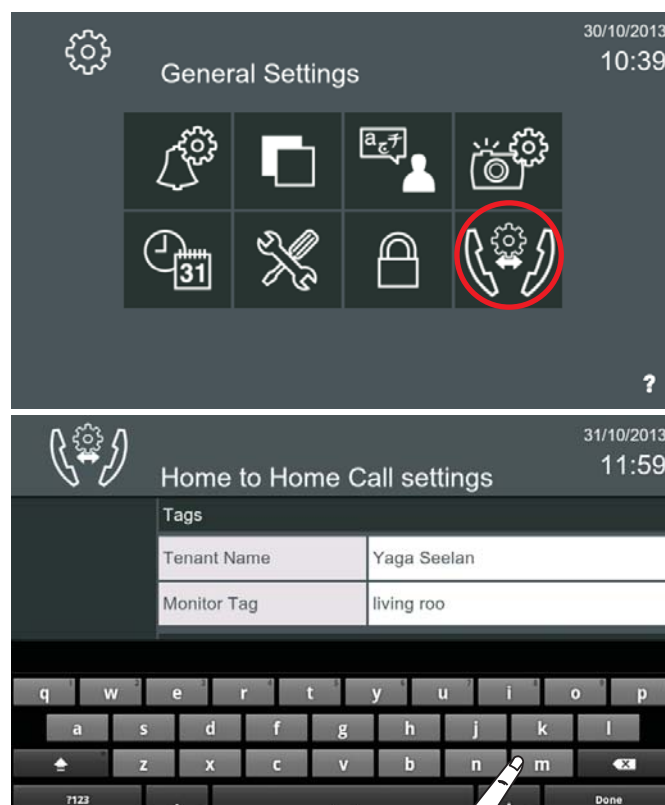 30/10/2013
10:39
General Settings
31
?
31/10/2013
11:59
Home to Home Call settings
Tags
Tenant Name Yaga Seelan
Monitor Tag living roo
q w e r t y u i o p
a s d f g h j k l
z x c v b n m
?123 Done